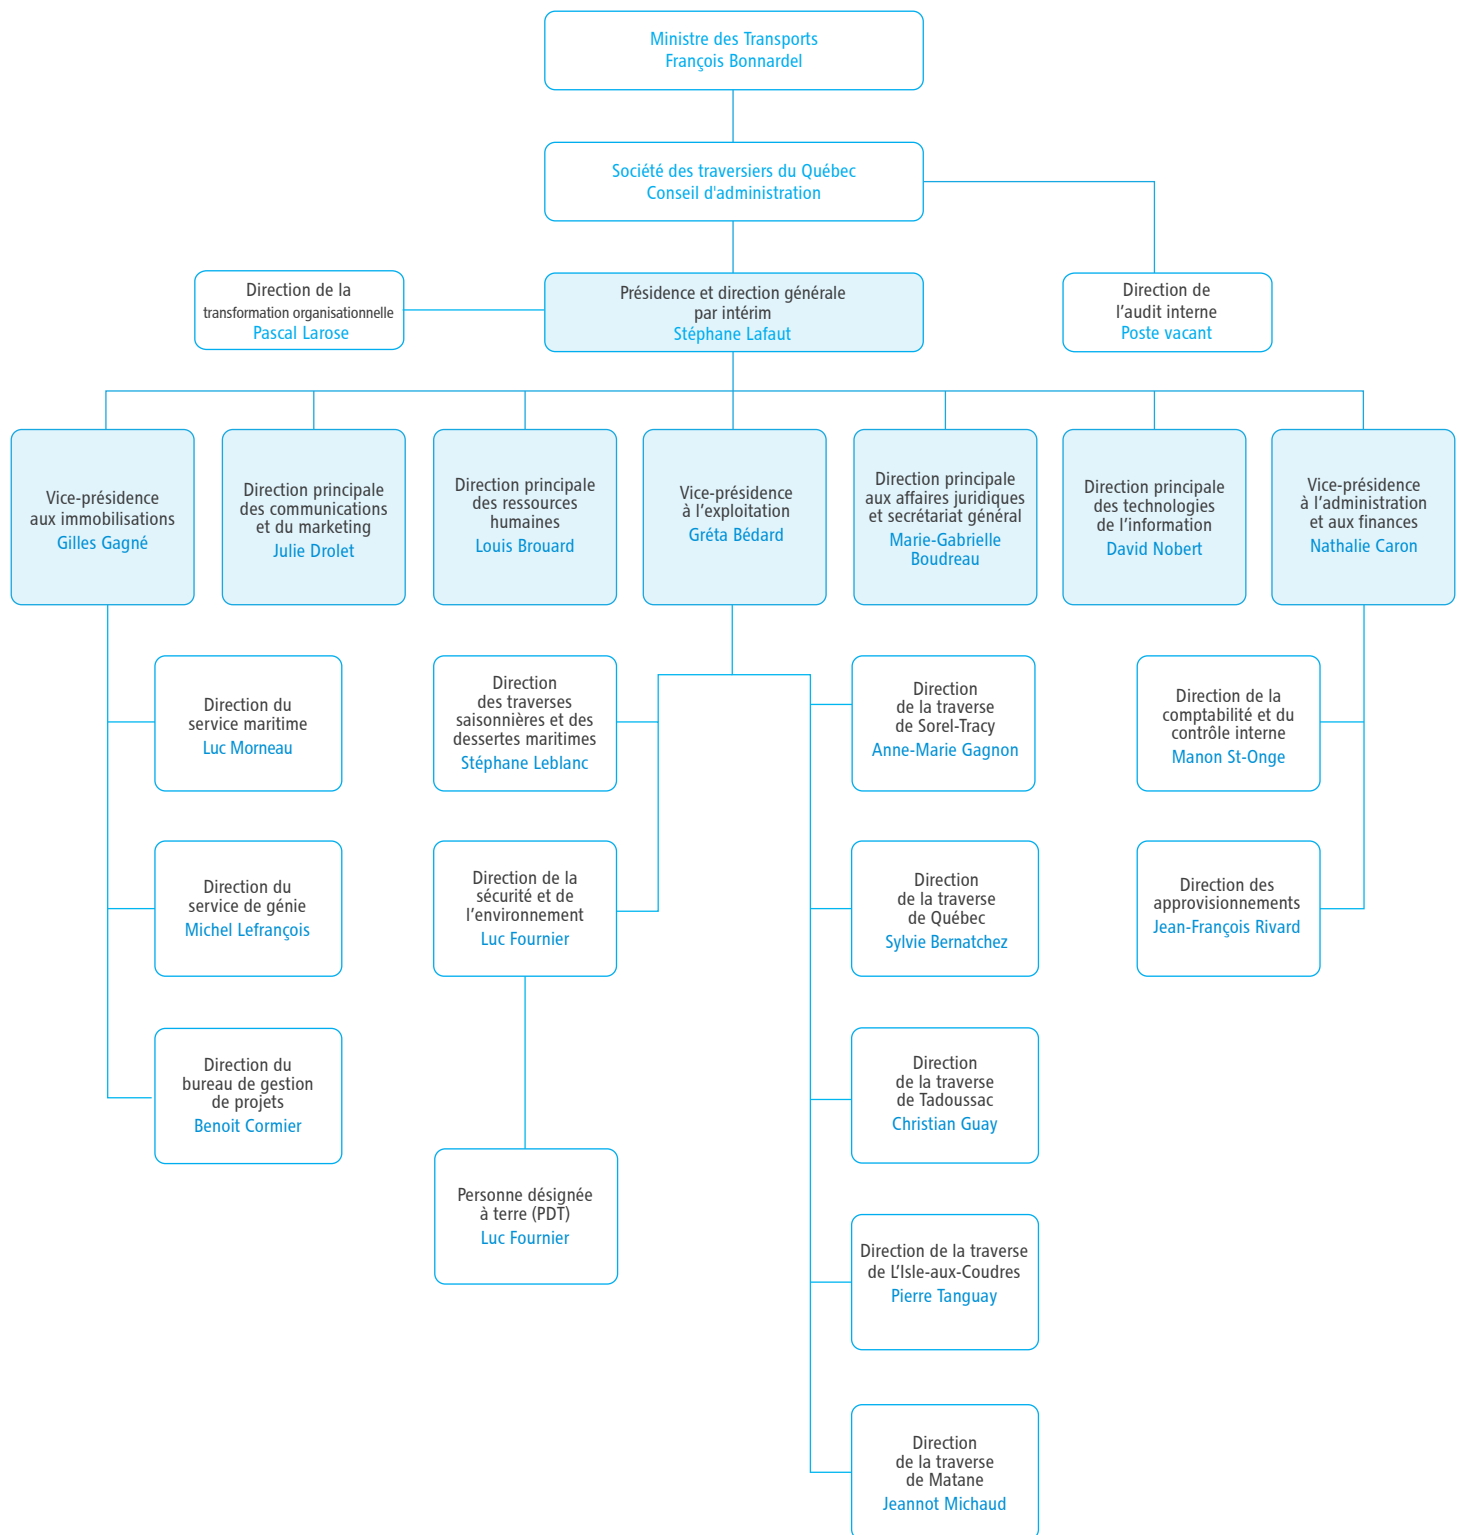 Ministre des Transports
François Bonnardel
Société des traversiers du Québec
Conseil d'administration
Direction de la
transformation organisationnelle
Pascal Larose
Présidence et direction générale
par intérim
Stéphane Lafaut
Direction de
l’audit interne
Poste vacant
Vice-présidence
aux immobilisations
Gilles Gagné
Direction principale
des communications
et du marketing
Julie Drolet
Direction principale
des ressources
humaines
Louis Brouard
Vice-présidence
à l’exploitation
Gréta Bédard
Direction principale
aux affaires juridiques
et secrétariat général
Marie-Gabrielle
Boudreau
Direction principale
des technologies
de l’information
David Nobert
Vice-présidence
à l’administration
et aux finances
Nathalie Caron
Direction du
service maritime
Luc Morneau
Direction
des traverses
saisonnières et des
dessertes maritimes
Stéphane Leblanc
Direction
de la traverse
de Sorel-Tracy
Anne-Marie Gagnon
Direction de la
comptabilité et du
contrôle interne
Manon St-Onge
Direction du
service de génie
Michel Lefrançois
Direction de la
sécurité et de
l’environnement
Luc Fournier
Direction
de la traverse
de Québec
Sylvie Bernatchez
Direction des
approvisionnements
Jean-François Rivard
Direction du
bureau de gestion
de projets
Benoit Cormier
Direction
de la traverse
de Tadoussac
Christian Guay
Personne désignée
à terre (PDT)
Luc Fournier
Direction de la traverse
de L’Isle-aux-Coudres
Pierre Tanguay
Direction
de la traverse
de Matane
Jeannot Michaud